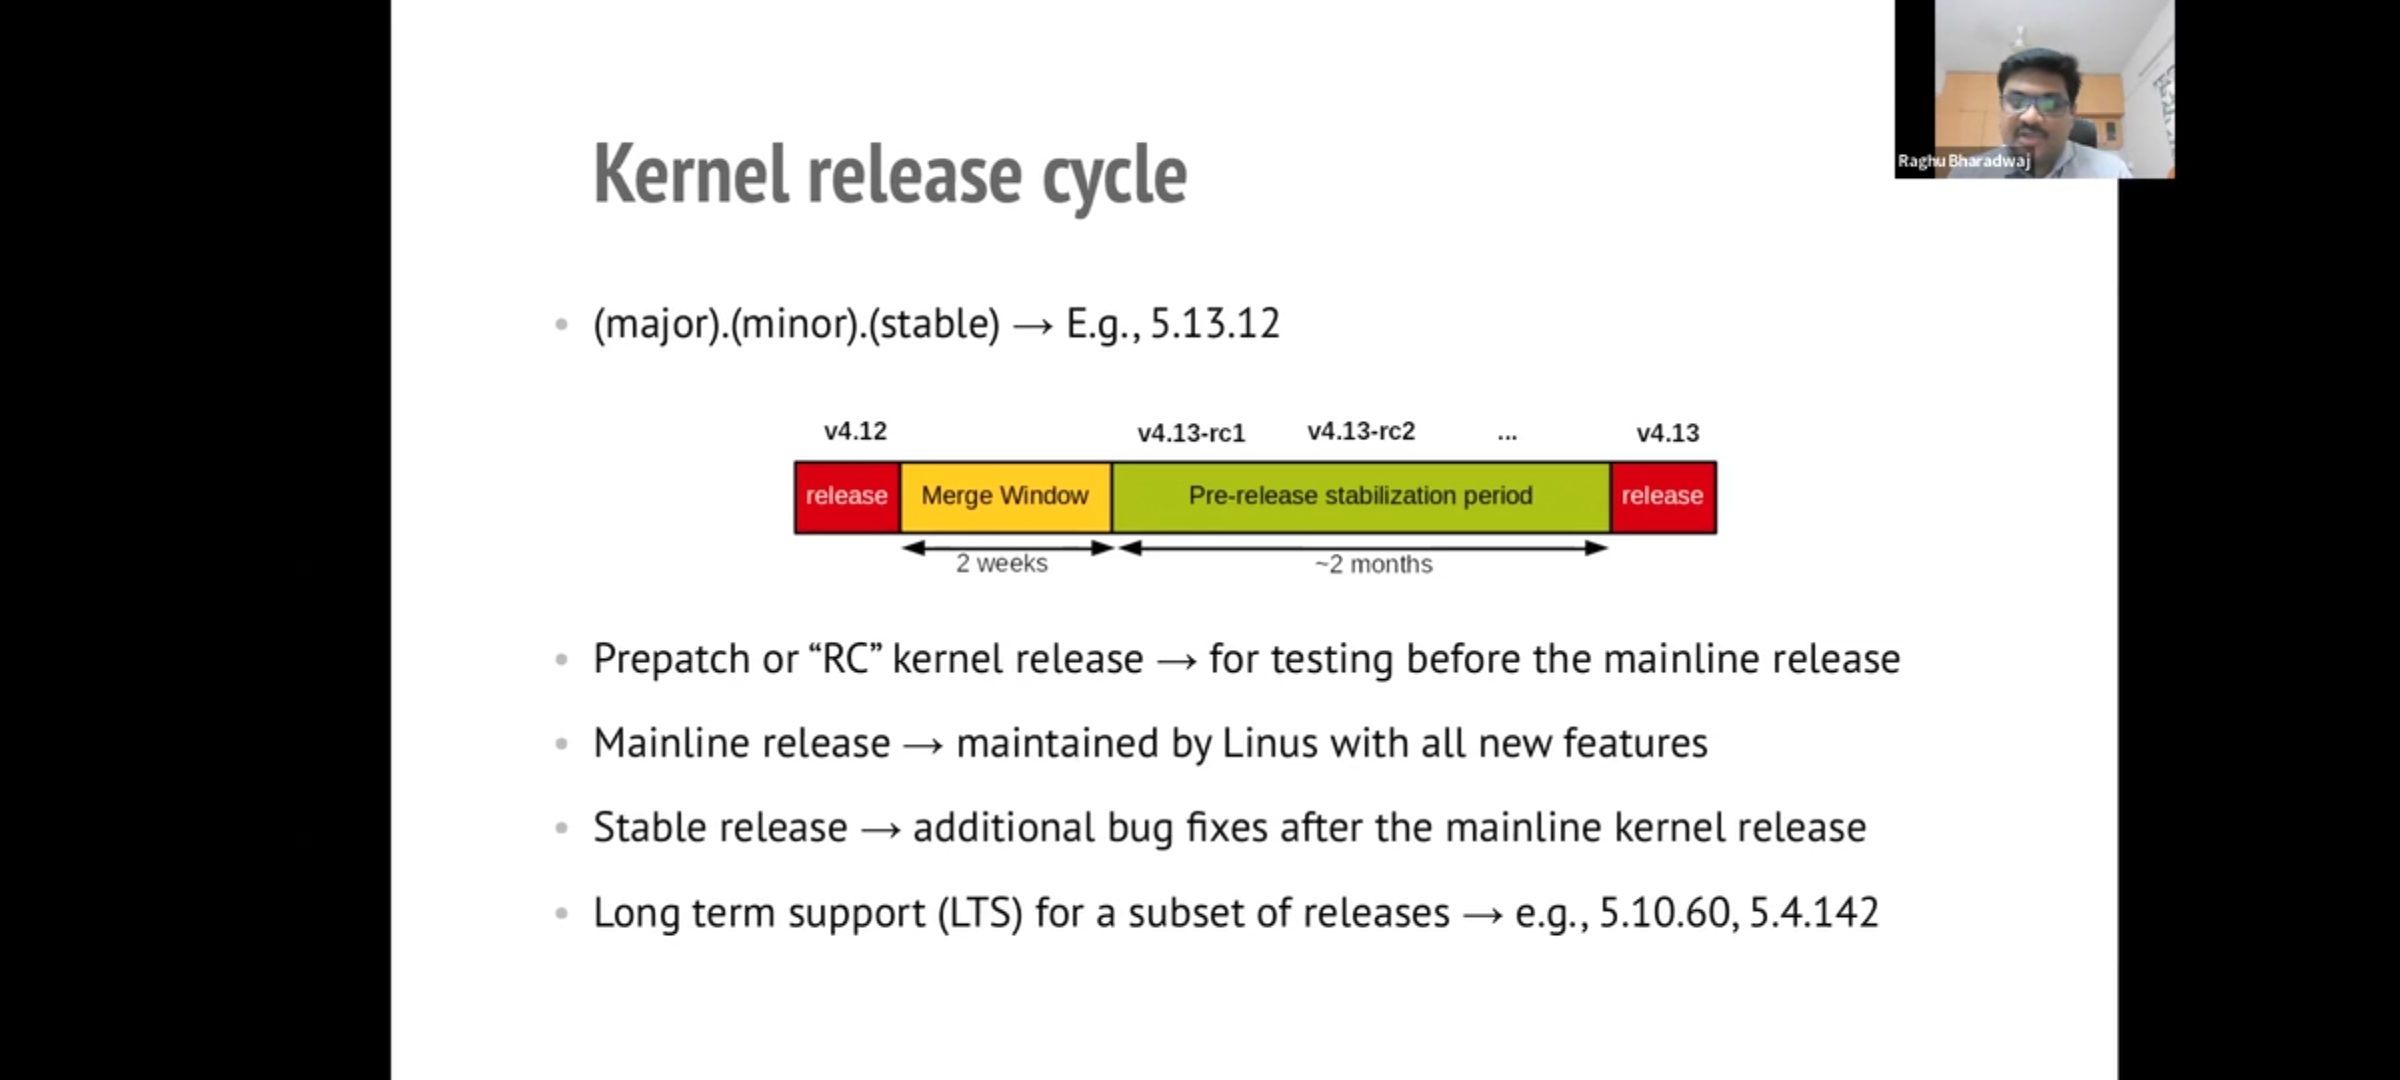 Raghu Bharadwaj
Kernel release cycle
(major).(minor).(stable) → E.g., 5.13.12
v4.12 v4.13-rc1 v4.13-rc2 ... v4.13
release Merge Window Pre-release stabilization period release
2 weeks ~2 months
Prepatch or “RC” kernel release → for testing before the mainline release
Mainline release → maintained by Linus with all new features
Stable release → additional bug fixes after the mainline kernel release
Long term support (LTS) for a subset of releases → e.g., 5.10.60, 5.4.142